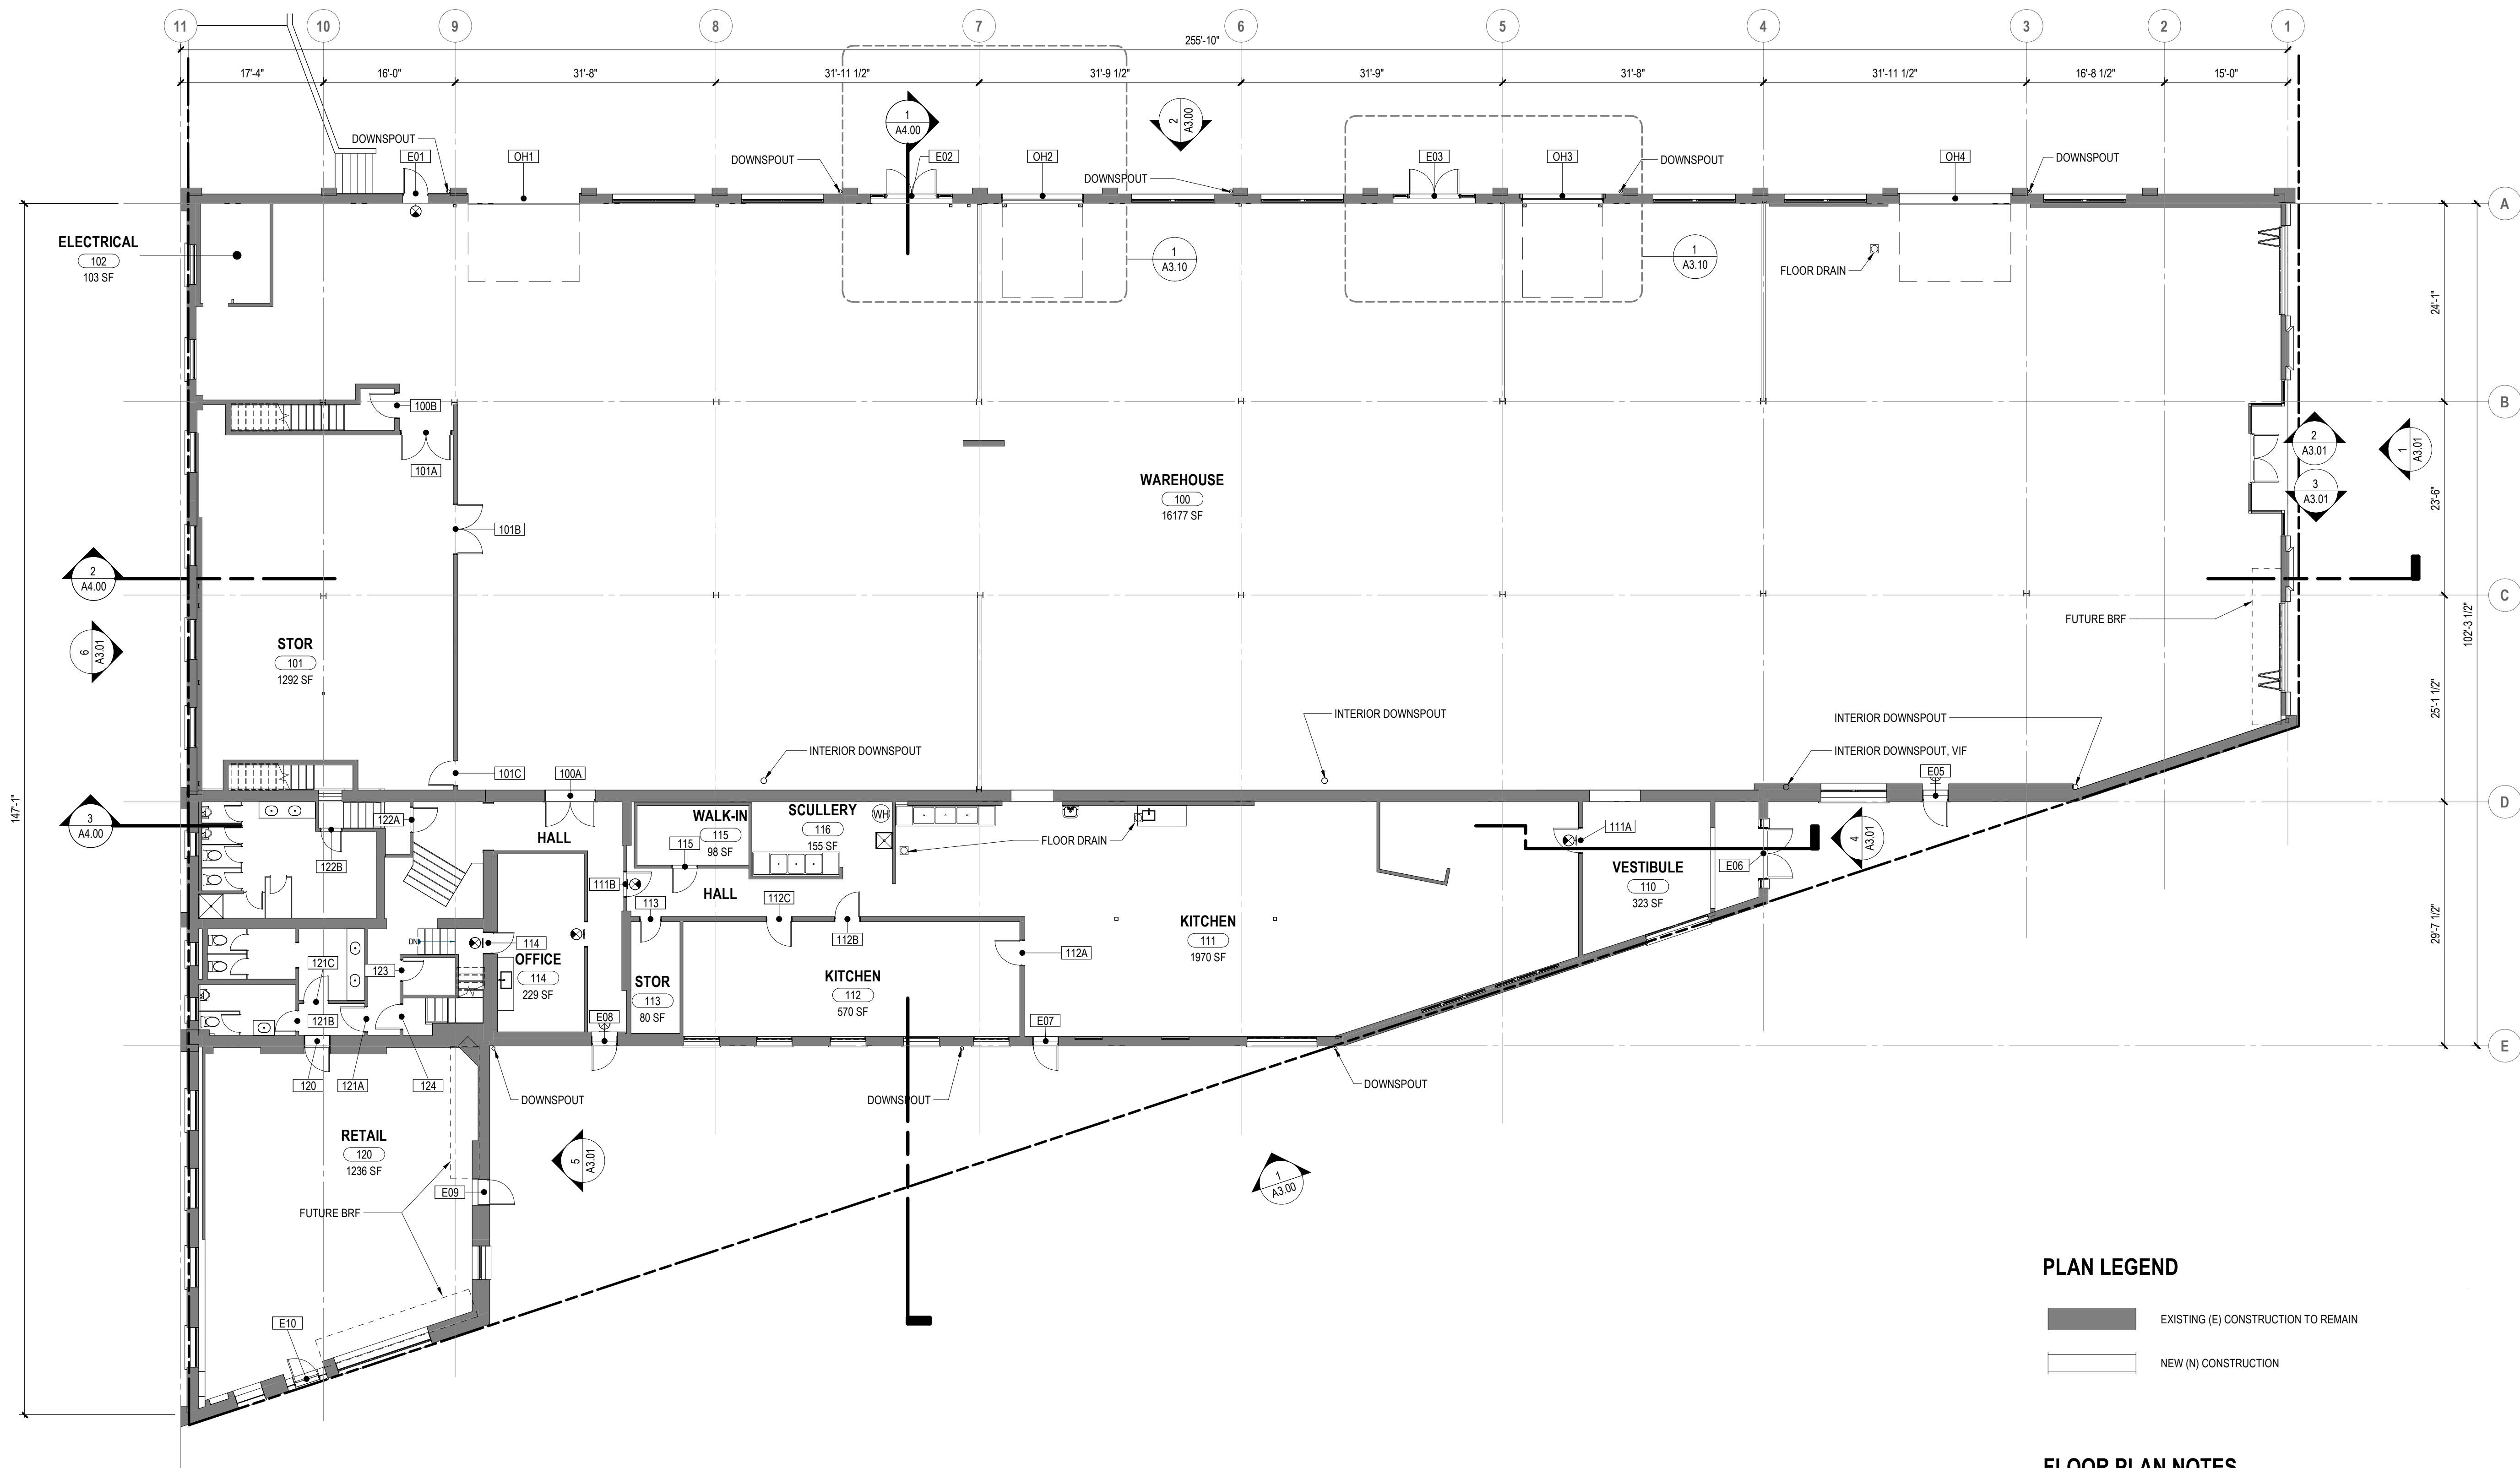 11
10
9
8
7
6
5
4
3
2
1
255'-10"
17'-4"
16'-0"
31'-8"
31'-11 1/2"
31'-9 1/2"
31'-9"
31'-8"
31'-11 1/2"
16'-8 1/2"
15'-0"
1
A4.00
2
A3.00
DOWNSPOUT
E01
OH1
DOWNSPOUT
E02
OH2
DOWNSPOUT
E03
OH3
DOWNSPOUT
OH4
DOWNSPOUT
A
ELECTRICAL
102
103 SF
1
A3.10
1
A3.10
FLOOR DRAIN
24'-1"
100B
B
101A
2
A3.01
1
A3.01
WAREHOUSE
100
16177 SF
3
A3.01
23'-6"
101B
2
A4.00
C
FUTURE BRF
102'-3 1/2"
6
A3.01
STOR
101
1292 SF
25'-1 1/2"
INTERIOR DOWNSPOUT
INTERIOR DOWNSPOUT
INTERIOR DOWNSPOUT
INTERIOR DOWNSPOUT, VIF
101C
100A
E05
147'-1"
D
3
A4.00
122A
HALL
WALK-IN
115
98 SF
115
SCULLERY
116
155 SF
WH
FLOOR DRAIN
111A
4
A3.01
122B
E06
VESTIBULE
110
323 SF
111B
HALL
113
112C
112B
KITCHEN
111
1970 SF
29'-7 1/2"
DN
114
OFFICE
114
229 SF
121C
123
112A
STOR
113
80 SF
KITCHEN
112
570 SF
121B
E08
E07
E
120
121A
124
DOWNSPOUT
DOWNSPOUT
DOWNSPOUT
RETAIL
120
1236 SF
5
A3.01
1
A3.00
E09
FUTURE BRF
E10
PLAN LEGEND
EXISTING (E) CONSTRUCTION TO REMAIN
NEW (N) CONSTRUCTION
FLOOR PLAN NOTES